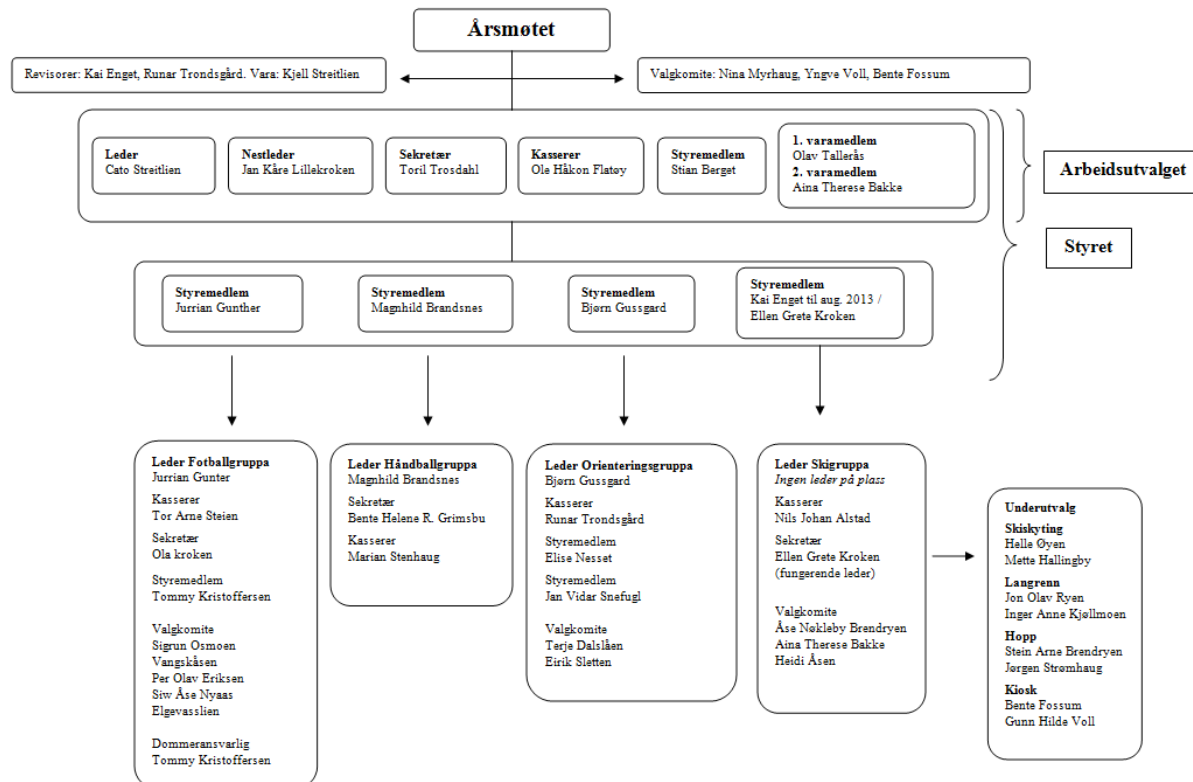 Årsmøtet
Revisorer: Kai Enget, Runar Trondsgård. Vara: Kjell Streitlien
Valgkomite: Nina Myrhaug, Yngve Voll, Bente Fossum
Leder
Cato Streitlien
Nestleder
Jan Kåre Lillekroken
Sekretær
Toril Trosdahl
Kasserer
Ole Håkon Flatøy
Styremedlem
Stian Berget
1. varamedlem
Olav Tallerås
2. varamedlem
Aina Therese Bakke
Arbeidsutvalget
Styret
Styremedlem
Jurrian Gunther
Styremedlem
Magnhild Brandsnes
Styremedlem
Bjørn Gussgard
Styremedlem
Kai Enget til aug. 2013 /
Ellen Grete Kroken
Leder Fotballgruppa
Jurrian Gunter
Kasserer
Tor Arne Steien
Sekretær
Ola kroken
Styremedlem
Tommy Kristoffersen
Valgkomite
Sigrun Osmoen
Vangskåsen
Per Olav Eriksen
Siw Åse Nyaas
Elgevasslien
Dommeransvarlig
Tommy Kristoffersen
Leder Håndballgruppa
Magnhild Brandsnes
Sekretær
Bente Helene R. Grimsbu
Kasserer
Marian Stenhaug
Leder Orienteringsgruppa
Bjørn Gussgard
Kasserer
Runar Trondsgård
Styremedlem
Elise Nesset
Styremedlem
Jan Vidar Snefugl
Valgkomite
Terje Dalslåen
Eirik Sletten
Leder Skigruppa
Ingen leder på plass
Kasserer
Nils Johan Alstad
Sekretær
Ellen Grete Kroken
(fungerende leder)
Valgkomite
Åse Nøkleby Brendryen
Aina Therese Bakke
Heidi Åsen
Underutvalg
Skiskyting
Helle Øyen
Mette Hallingby
Langrenn
Jon Olav Ryen
Inger Anne Kjøllmoen
Hopp
Stein Arne Brendryen
Jørgen Strømhaug
Kiosk
Bente Fossum
Gunn Hilde Voll